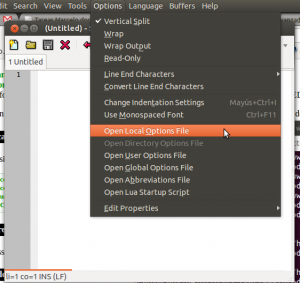 Search View Tools Options Language Buffers Help
(Untitled) -
1 Untitled
1
Vertical Split
Wrap
Wrap Output
Read-Only
Line End Characters
Convert Line End Characters
Change Indentation Settings Mayús+Ctrl+I
Use Monospaced Font Ctrl+F11
Open Local Options File
Open Directory Options File
Open User Options File
Open Global Options File
Open Abbreviations File
Open Lua Startup Script
Edit Properties
li=1 co=1 INS (LF)